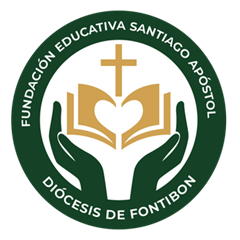 FUNDACIÓN EDUCATIVA SANTIAGO APÓSTOL
DIÓCESIS DE FONTIBON